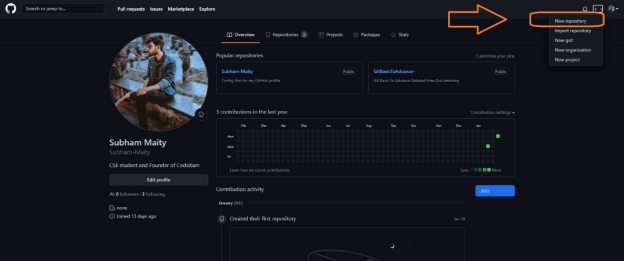 Search or jump to...
/
Pull requests Issues Marketplace Explore
New repository
Import repository
New gist
New organization
New project
Overview Repositories 2 Projects Packages Stars
Popular repositories
Customize your pins
Subham-Maity Public
Config files for my GitHub profile.
GitBasicToAdvance- Public
Git Basic To Advance Detailed Free Documentary
3 contributions in the last year
Contribution settings
Feb Mar Apr May Jun Jul Aug Sep Oct Nov Dec Jan
Mon
Wed
Fri
Learn how we count contributions
Less More
Subham Maity
Subham-Maity
CSE student and Founder of CodeXam
Edit profile
0 followers · 3 following
none
Joined 13 days ago
Contribution activity
2022
January 2022
Created their first repository
Jan 10